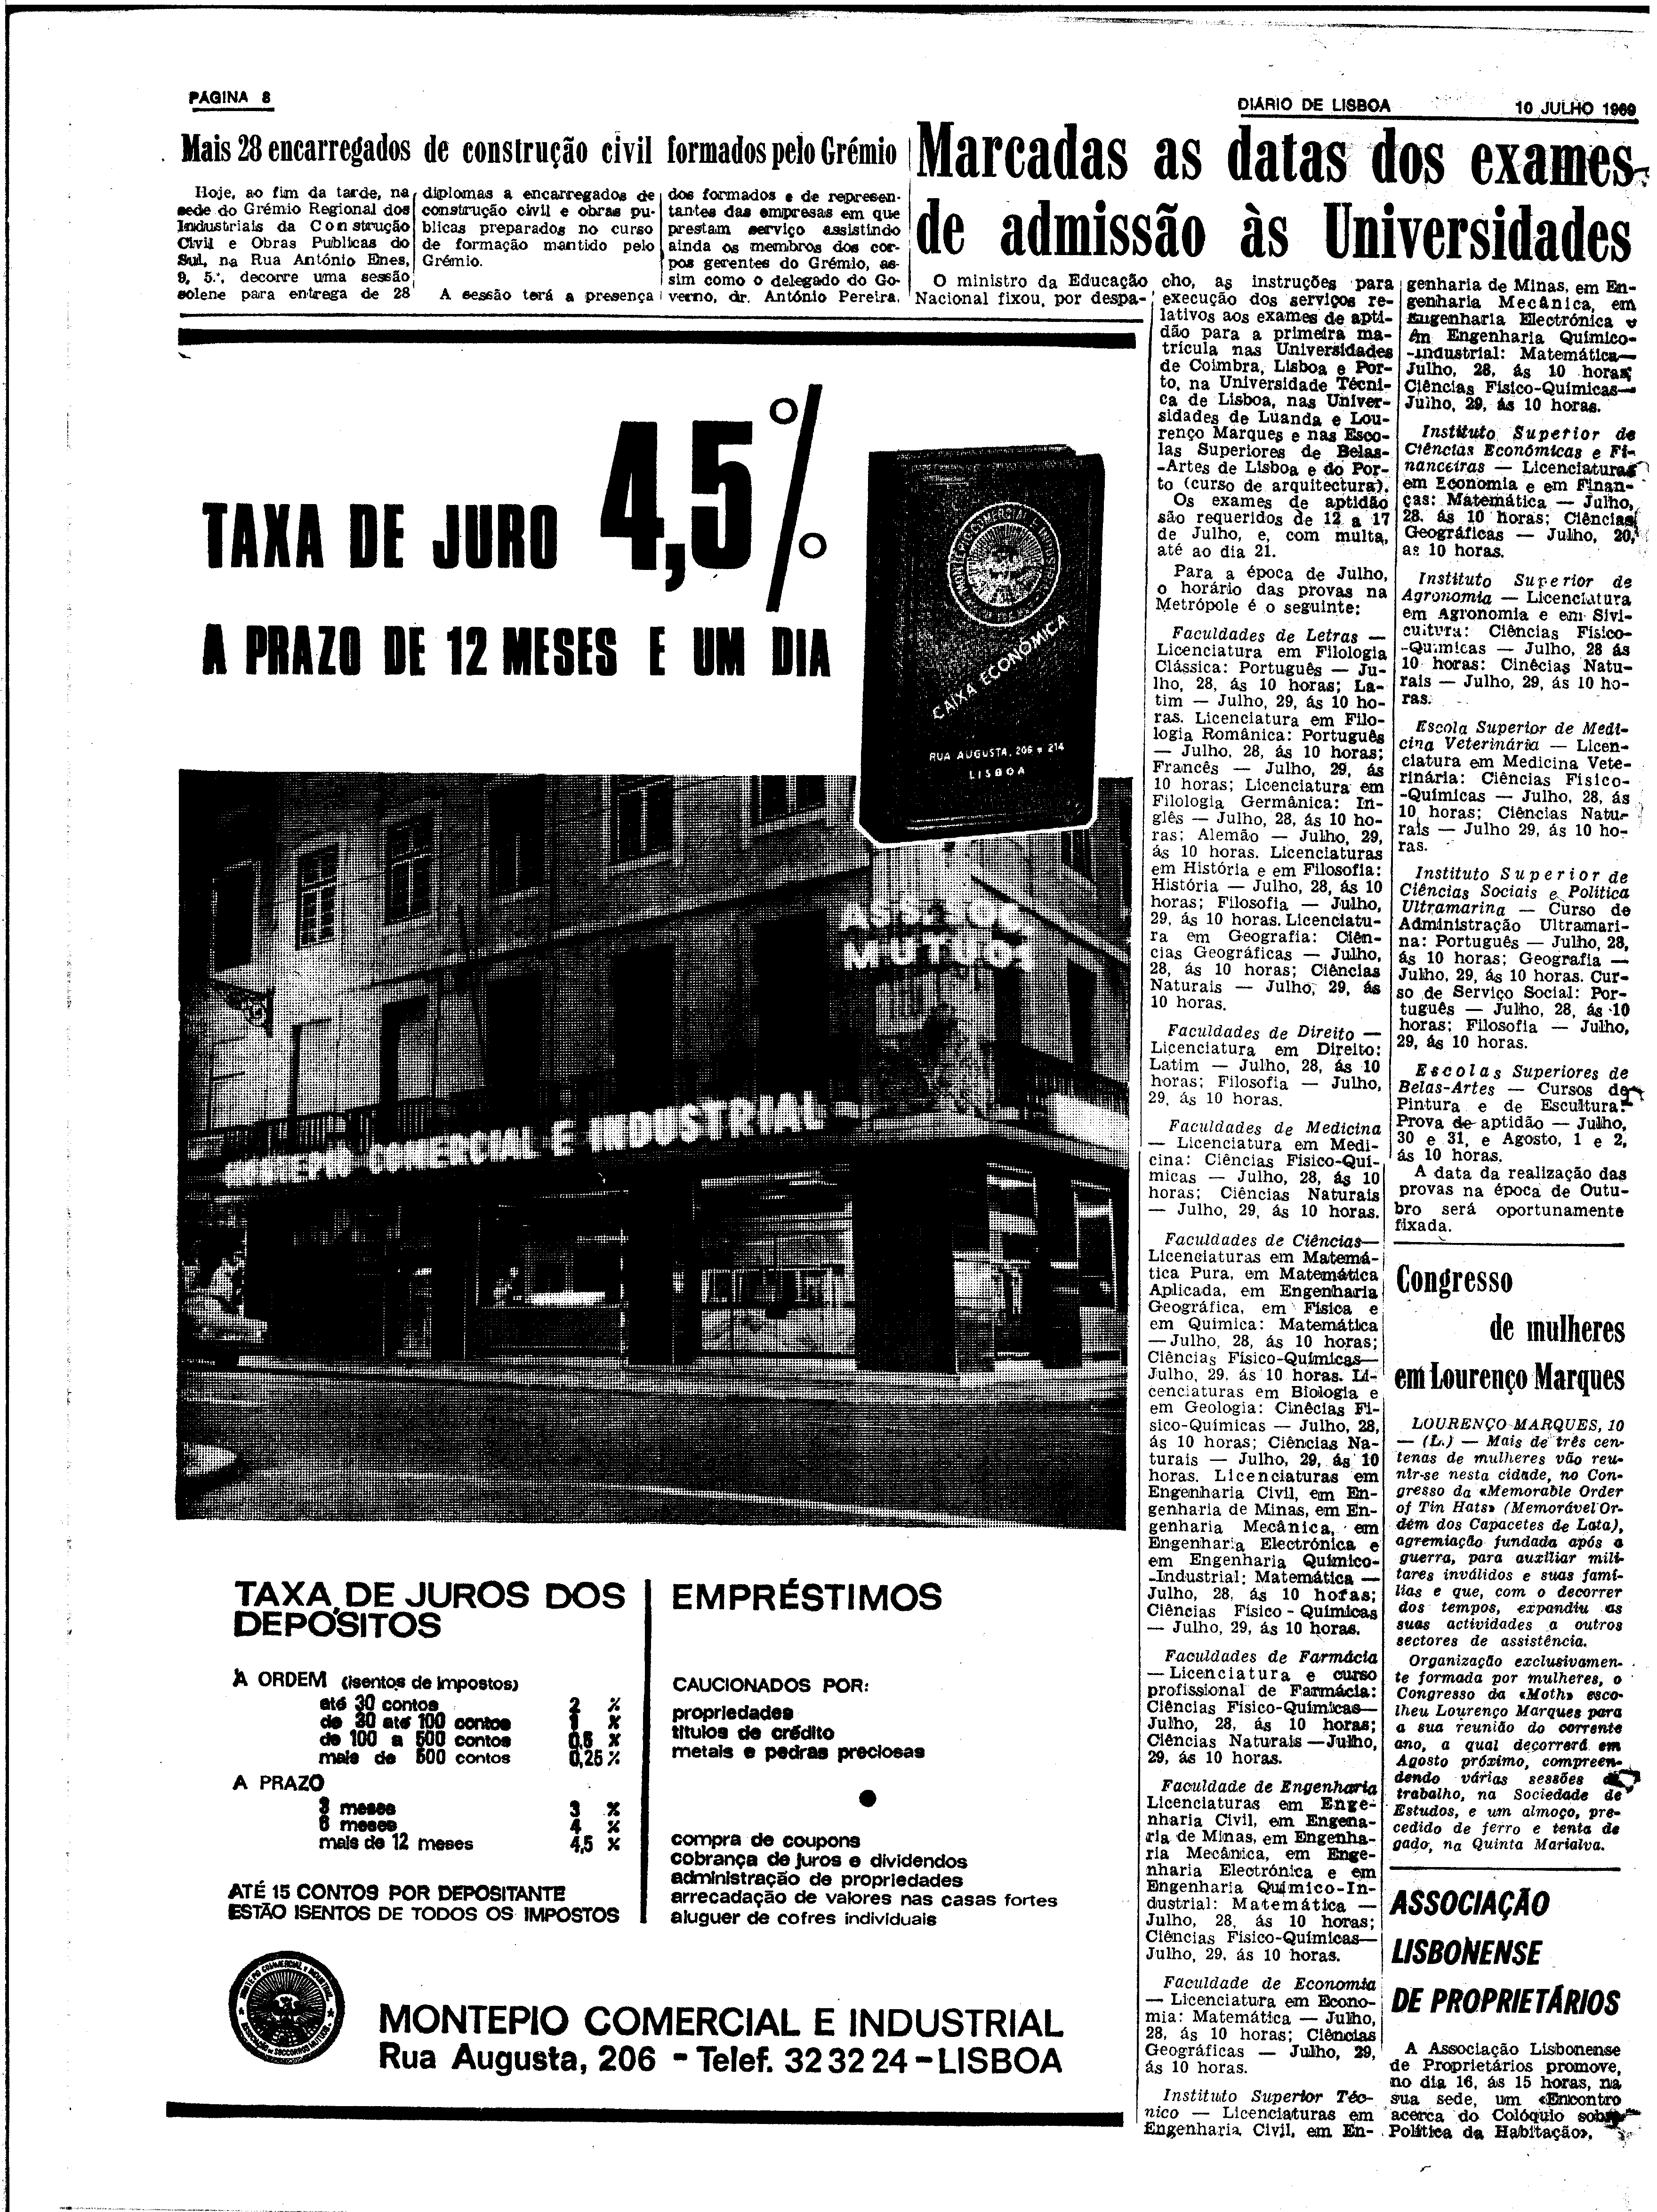 PÁGINA 8
DIÁRIO DE LISBOA
10 JULHO 1969
Mais 28 encarregados de construção civil formados pelo Grémio
Hoje, ao fim da tarde, na
sede do Grémio Regional dos
Industriais da Construção
Civil e Obras Publicas do
Sul, na Rua António Enes,
9, 5.º, decorre uma sessão
solene para entrega de 28
diplomas a encarregados de
construção civil e obras pu-
blicas preparados no curso
de formação mantido pelo
Grémio.
A sessão terá a presença
dos formados e de represen-
tantes das empresas em que
prestam serviço assistindo
ainda os membros dos cor-
pos gerentes do Grémio, as-
sim como o delegado do Go-
verno, dr. António Pereira.
Marcadas as datas dos exames
de admissão às Universidades
O ministro da Educação
Nacional fixou, por despa-
cho, as instruções para
execução dos serviços re-
lativos aos exames de apti-
dão para a primeira ma-
trícula nas Universidades
de Coimbra, Lisboa e Por-
to, na Universidade Técni-
ca de Lisboa, nas Univer-
sidades de Luanda e Lou-
renço Marques e nas Esco-
las Superiores de Belas-
-Artes de Lisboa e do Por-
to (curso de arquitectura).
Os exames de aptidão
são requeridos de 12 a 17
de Julho, e, com multa,
até ao dia 21.
Para a época de Julho,
o horário das provas na
Metrópole é o seguinte:
Faculdades de Letras —
Licenciatura em Filologia
Clássica: Português — Ju-
lho, 28, ás 10 horas; La-
tim — Julho, 29, ás 10 ho-
ras. Licenciatura em Filo-
logia Românica: Português
— Julho, 28, ás 10 horas;
Francês — Julho, 29, ás
10 horas; Licenciatura em
Filologia Germânica: In-
glês — Julho, 28, ás 10 ho-
ras; Alemão — Julho, 29,
ás 10 horas. Licenciaturas
em História e em Filosofia:
História — Julho, 28, ás 10
horas; Filosofia — Julho,
29, ás 10 horas. Licenciatu-
ra em Geografia: Ciên-
cias Geográficas — Julho,
28, ás 10 horas; Ciências
Naturais — Julho, 29, ás
10 horas.
Faculdades de Direito —
Licenciatura em Direito:
Latim — Julho, 28, ás 10
horas; Filosofia — Julho,
29, ás 10 horas.
Faculdades de Medicina
— Licenciatura em Medi-
cina: Ciências Físico-Quí-
micas — Julho, 28, ás 10
horas; Ciências Naturais
— Julho, 29, ás 10 horas.
Faculdades de Ciências—
Licenciaturas em Matemá-
tica Pura, em Matemática
Aplicada, em Engenharia
Geográfica, em Física e
em Química: Matemática
— Julho, 28, ás 10 horas;
Ciências Físico-Químicas—
Julho, 29, ás 10 horas. Li-
cenciaturas em Biologia e
em Geologia: Cinêcias Fí-
sico-Químicas — Julho, 28,
ás 10 horas; Ciências Na-
turais — Julho, 29, ás 10
horas. Licenciaturas em
Engenharia Civil, em En-
genharia de Minas, em En-
genharia Mecânica, em
Engenharia Electrónica e
em Engenharia Químico-
-Industrial; Matemática —
Julho, 28, ás 10 horas;
Ciências Físico - Químicas
— Julho, 29, ás 10 horas.
Faculdades de Farmácia
— Licenciatura e curso
profissional de Farmácia:
Ciências Físico-Químicas—
Julho, 28, ás 10 horas;
Ciências Naturais — Julho,
29, ás 10 horas.
Faculdade de Engenharia
Licenciaturas em Enge-
nharia Civil, em Engena-
ria de Minas, em Engenha-
ria Mecânica, em Enge-
nharia Electrónica e em
Engenharia Químico-In-
dustrial: Matemática —
Julho, 28, ás 10 horas;
Ciências Físico-Químicas—
Julho, 29, ás 10 horas.
Faculdade de Economia
— Licenciatura em Econo-
mia: Matemática — Julho,
28, ás 10 horas; Ciências
Geográficas — Julho, 29,
ás 10 horas.
Instituto Superior Téc-
nico — Licenciaturas em
Engenharia Civil, em En-
genharia de Minas, em En-
genharia Mecânica, em
Eugenharia Electrónica e
em Engenharia Químico-
-Industrial: Matemática—
Julho, 28, ás 10 horas;
Ciências Físico-Químicas—
Julho, 29, ás 10 horas.
Instituto Superior de
Ciências Económicas e Fi-
nanceiras — Licenciaturas
em Economia e em Finan-
ças: Matemática — Julho,
28, ás 10 horas; Ciências
Geográficas — Julho, 20,
as 10 horas.
Instituto Superior de
Agronomia — Licenciatura
em Agronomia e em Sivi-
cultura: Ciências Físico-
-Químicas — Julho, 28 ás
10 horas: Cinêcias Natu-
rais — Julho, 29, ás 10 ho-
ras.
Escola Superior de Medi-
cina Veterinária — Licen-
ciatura em Medicina Vete-
rinária: Ciências Físico-
-Químicas — Julho, 28, ás
10 horas; Ciências Natu-
rais — Julho 29, ás 10 ho-
ras.
Instituto Superior de
Ciências Sociais e Política
Ultramarina — Curso de
Administração Ultramari-
na: Português — Julho, 28,
ás 10 horas; Geografia —
Julho, 29, ás 10 horas. Cur-
so de Serviço Social: Por-
tuguês — Julho, 28, ás 10
horas; Filosofia — Julho,
29, ás 10 horas.
Escolas Superiores de
Belas-Artes — Cursos de
Pintura e de Escultura:
Prova de aptidão — Julho,
30 e 31, e Agosto, 1 e 2,
ás 10 horas.
A data da realização das
provas na época de Outu-
bro será oportunamente
fixada.
Congresso
de mulheres
em Lourenço Marques
LOURENÇO MARQUES, 10
— (L.) — Mais de três cen-
tenas de mulheres vão reu-
nir-se nesta cidade, no Con-
gresso da «Memorable Order
of Tin Hats» (Memorável Or-
dem dos Capacetes de Lata),
agremiação fundada após a
guerra, para auxiliar mili-
tares inválidos e suas famí-
lias e que, com o decorrer
dos tempos, expandiu as
suas actividades a outros
sectores de assistência.
Organização exclusivamen-
te formada por mulheres, o
Congresso da «Moth» esco-
lheu Lourenço Marques para
a sua reunião do corrente
ano, a qual decorrerá em
Agosto próximo, compreen-
dendo várias sessões de
trabalho, na Sociedade de
Estudos, e um almoço, pre-
cedido de ferro e tenta de
gado, na Quinta Marialva.
ASSOCIAÇÃO
LISBONENSE
DE PROPRIETÁRIOS
A Associação Lisbonense
de Proprietários promove,
no dia 16, ás 15 horas, na
sua sede, um «Encontro
acerca do Colóquio sobre
Política da Habitação».
TAXA DE JURO 4,5%
A PRAZO DE 12 MESES E UM DIA
MONTEPIO COMERCIAL E INDUSTRIAL
CAIXA ECONÓMICA
RUA AUGUSTA, 206 a 214
LISBOA
ASS. SOC.
MUTUOS
MONTEPIO COMERCIAL E INDUSTRIAL
TAXA DE JUROS DOS
DEPÓSITOS
À ORDEM (isentos de impostos)
até 30 contos 2 %
de 30 até 100 contos 1 %
de 100 a 500 contos 0,5 %
mais de 500 contos 0,25 %
A PRAZO
3 meses 3 %
6 meses 4 %
mais de 12 meses 4,5 %
ATÉ 15 CONTOS POR DEPOSITANTE
ESTÃO ISENTOS DE TODOS OS IMPOSTOS
EMPRÉSTIMOS
CAUCIONADOS POR:
propriedades
títulos de crédito
metais e pedras preciosas
compra de coupons
cobrança de juros e dividendos
administração de propriedades
arrecadação de valores nas casas fortes
aluguer de cofres individuais
MONTEPIO COMERCIAL E INDUSTRIAL
ASSOCIAÇÃO DE SOCORROS MUTUOS
MONTEPIO COMERCIAL E INDUSTRIAL
Rua Augusta, 206 - Telef. 32 32 24 - LISBOA